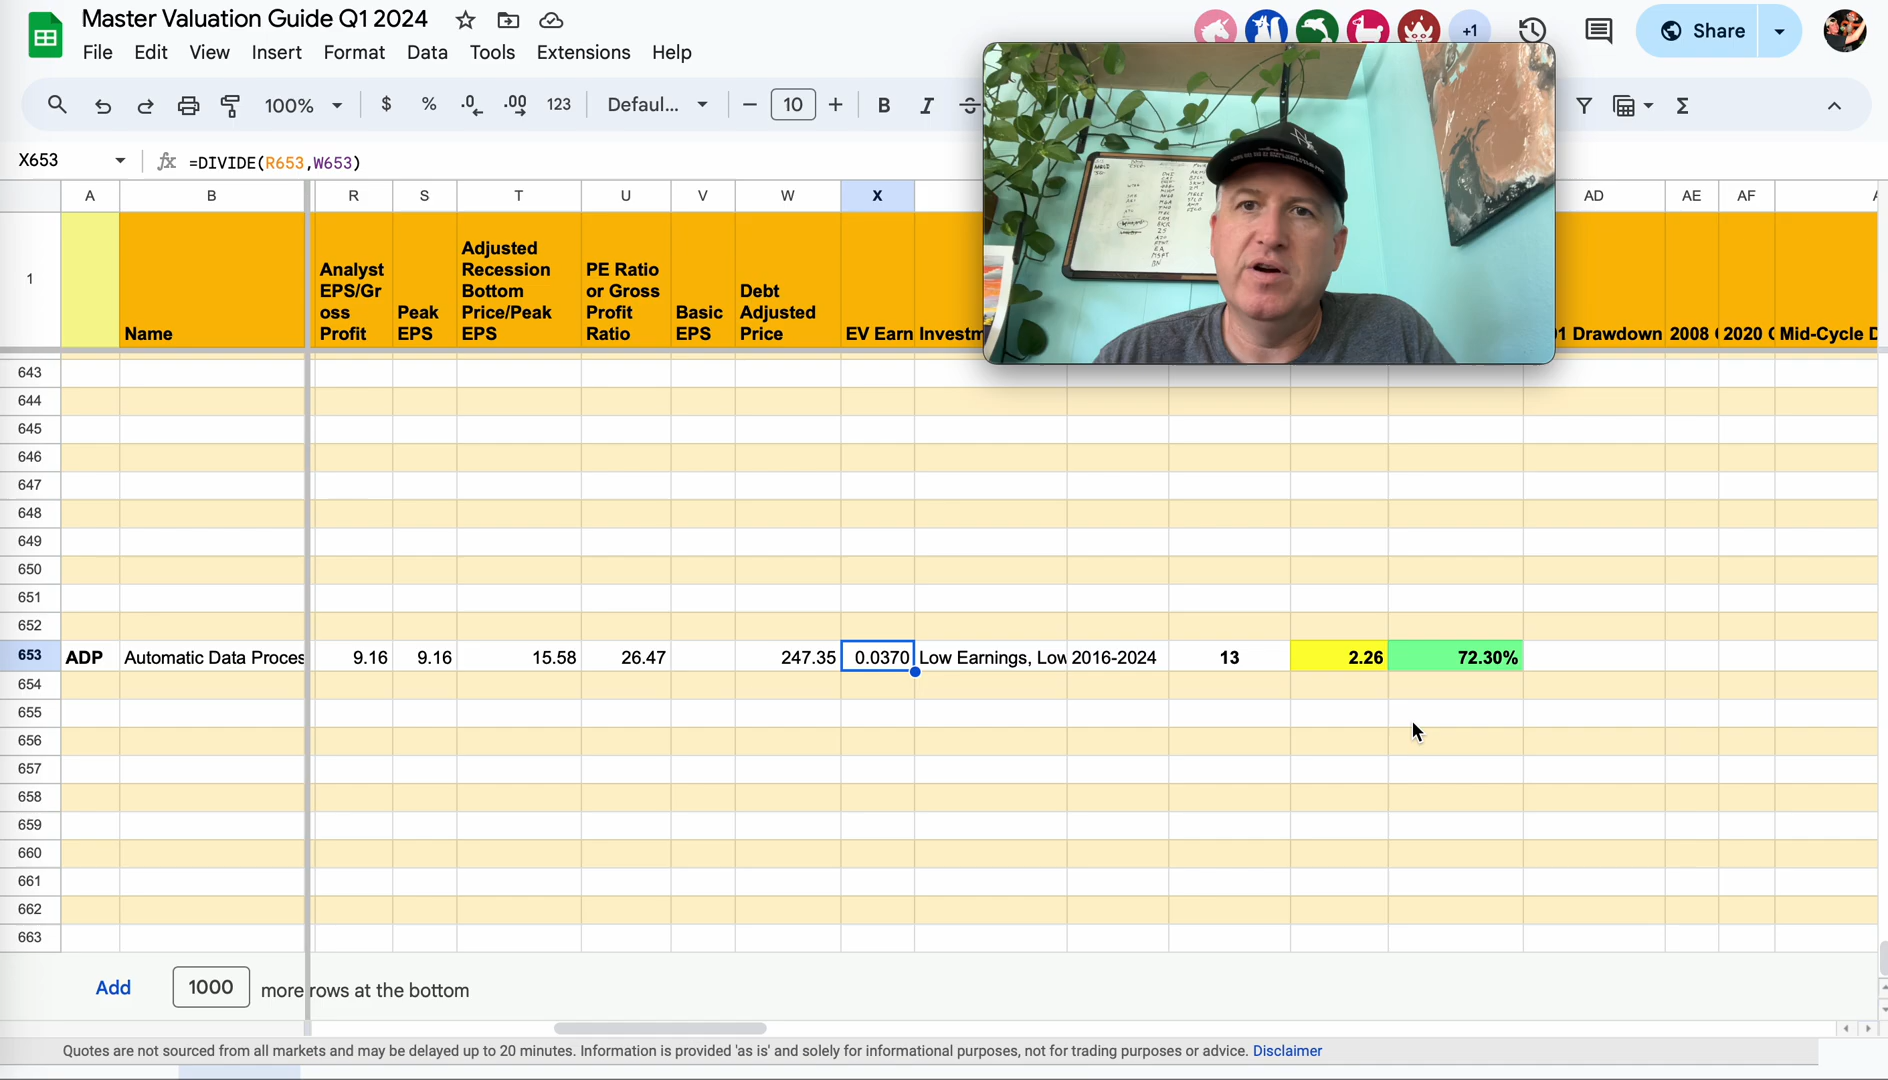 Master Valuation Guide Q1 2024
+1
Share
File Edit View Insert Format Data Tools Extensions Help
100% $ % .0 .00 123 Defaul... 10 B I S Σ
X653 fx =DIVIDE(R653,W653)
A B R S T U V W X AD AE AF
1
Name
Analyst
EPS/Gr
oss
Profit
Peak
EPS
Adjusted
Recession
Bottom
Price/Peak
EPS
PE Ratio
or Gross
Profit
Ratio
Basic
EPS
Debt
Adjusted
Price
EV Earn
Investm
Drawdown
2008
2020
Mid-Cycle D
643
644
645
646
647
648
649
650
651
652
653 ADP Automatic Data Proces 9.16 9.16 15.58 26.47 247.35 0.0370 Low Earnings, Low 2016-2024 13 2.26 72.30%
654
655
656
657
658
659
660
661
662
663
Add 1000 more rows at the bottom
Quotes are not sourced from all markets and may be delayed up to 20 minutes. Information is provided 'as is' and solely for informational purposes, not for trading purposes or advice. Disclaimer